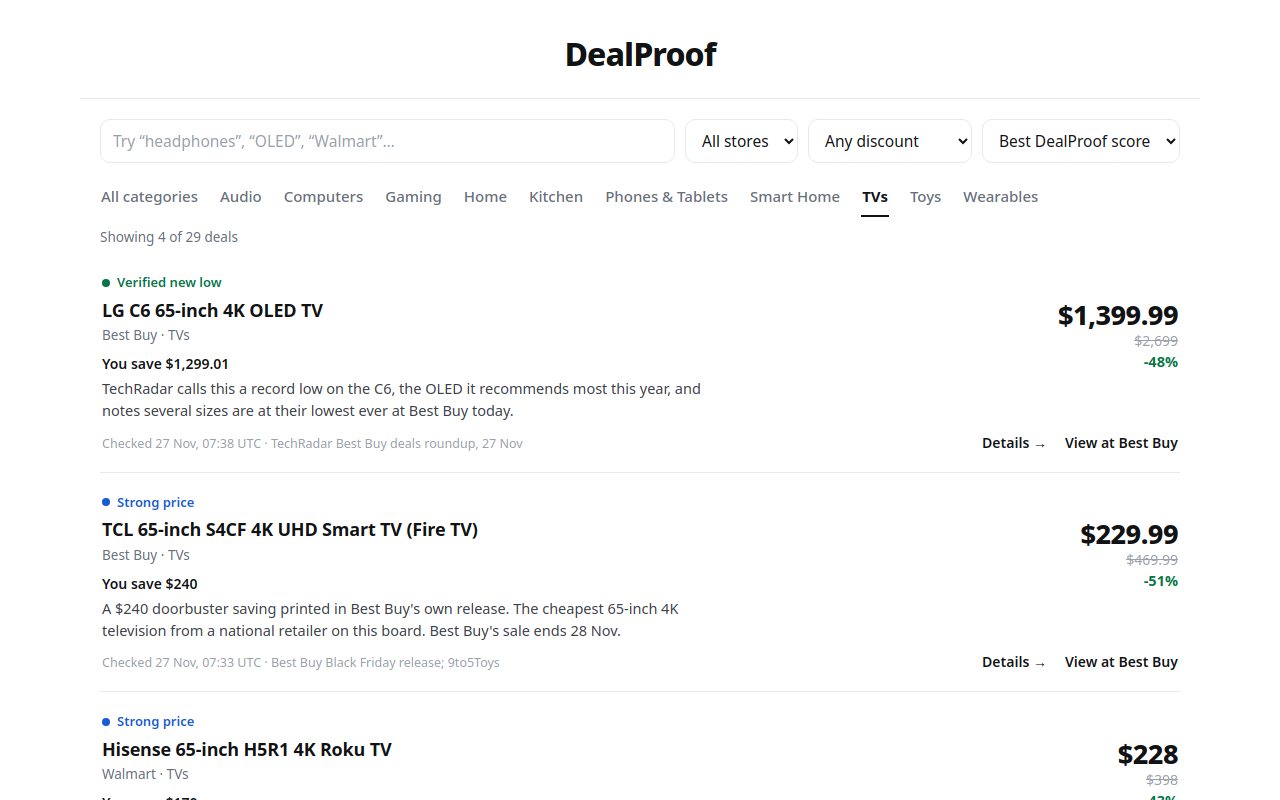 DealProof
Try “headphones”, “OLED”, “Walmart”…
All stores
Any discount
Best DealProof score
All categories Audio Computers Gaming Home Kitchen Phones & Tablets Smart Home TVs Toys Wearables
Showing 4 of 29 deals
Verified new low
LG C6 65-inch 4K OLED TV
$1,399.99
Best Buy · TVs
$2,699
You save $1,299.01
-48%
TechRadar calls this a record low on the C6, the OLED it recommends most this year, and
notes several sizes are at their lowest ever at Best Buy today.
Checked 27 Nov, 07:38 UTC · TechRadar Best Buy deals roundup, 27 Nov
Details → View at Best Buy
Strong price
TCL 65-inch S4CF 4K UHD Smart TV (Fire TV)
$229.99
Best Buy · TVs
$469.99
You save $240
-51%
A $240 doorbuster saving printed in Best Buy's own release. The cheapest 65-inch 4K
television from a national retailer on this board. Best Buy's sale ends 28 Nov.
Checked 27 Nov, 07:33 UTC · Best Buy Black Friday release; 9to5Toys
Details → View at Best Buy
Strong price
Hisense 65-inch H5R1 4K Roku TV
$228
Walmart · TVs
$398
You save $170